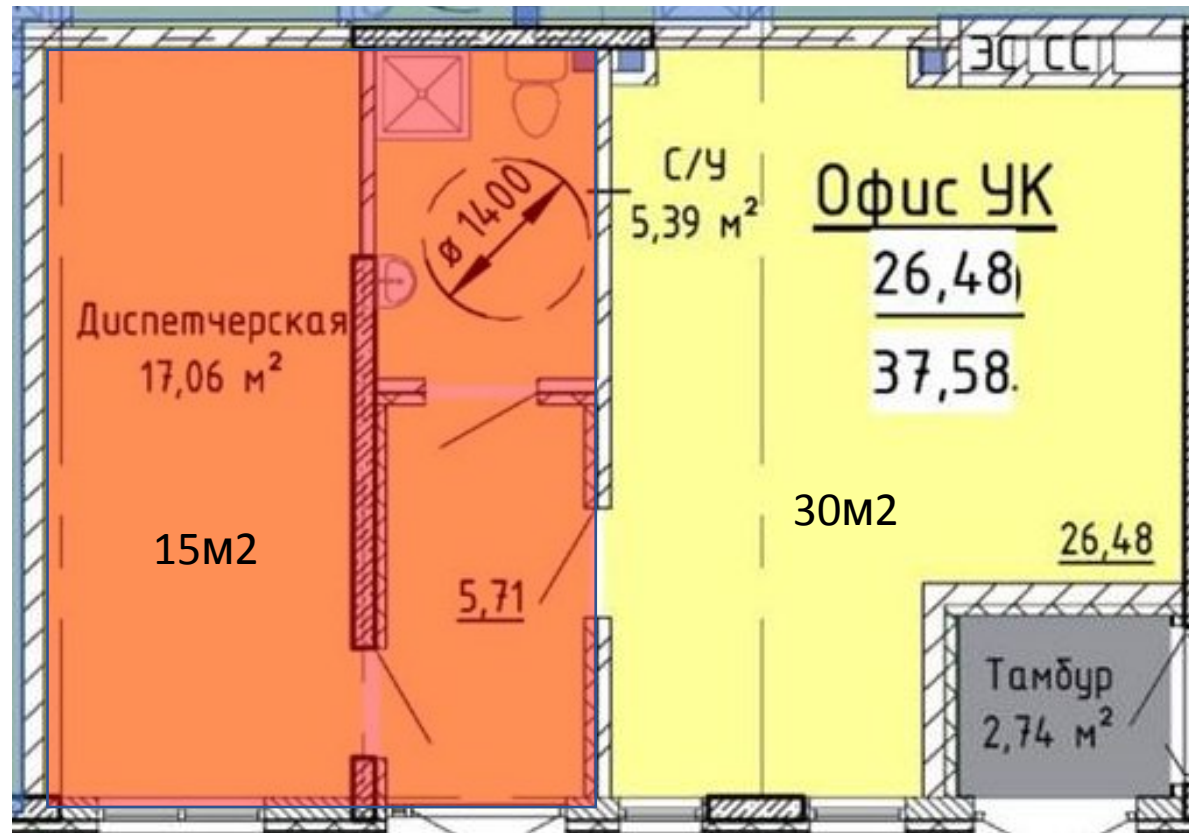 ЭС СС
С/У
5,39 м²
ø 1400
Офис УК
26,48
37,58.
Диспетчерская
17,06 м²
15м2
30м2
26,48
5,71
Тамбур
2,74 м²